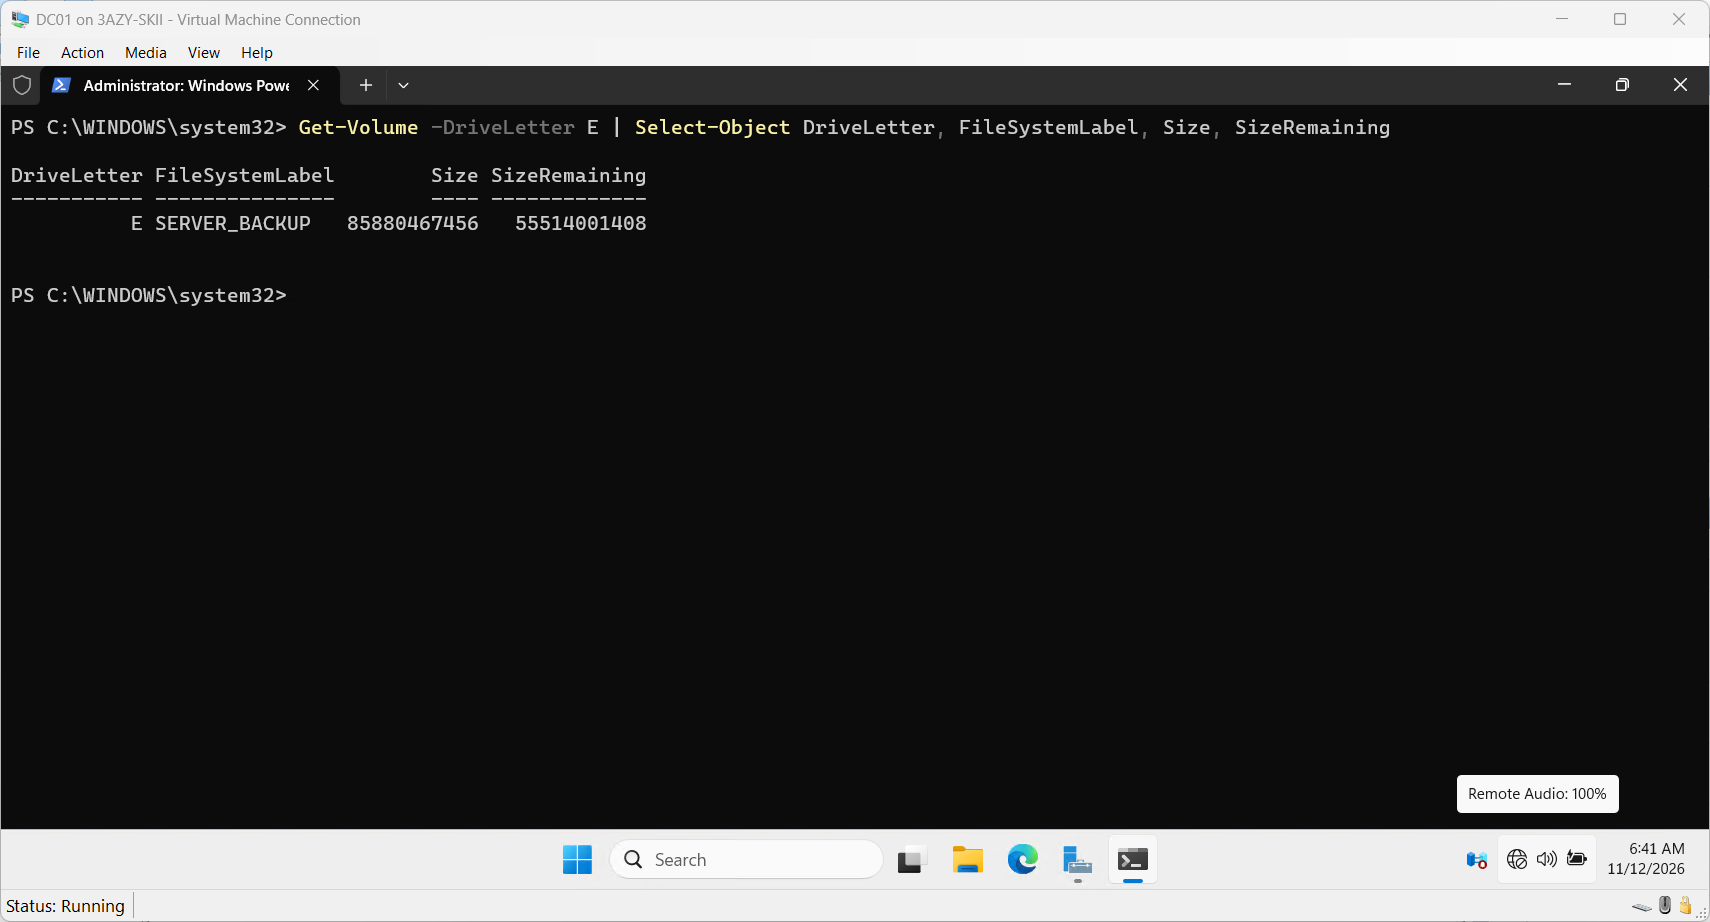 DC01 on 3AZY-SKII - Virtual Machine Connection
File Action Media View Help
Administrator: Windows Powe
PS C:\WINDOWS\system32> Get-Volume -DriveLetter E | Select-Object DriveLetter, FileSystemLabel, Size, SizeRemaining
DriveLetter FileSystemLabel        Size SizeRemaining
----------- ---------------        ---- -------------
          E SERVER_BACKUP   85880467456   55514001408
PS C:\WINDOWS\system32>
Remote Audio: 100%
Search
6:41 AM
11/12/2026
Status: Running